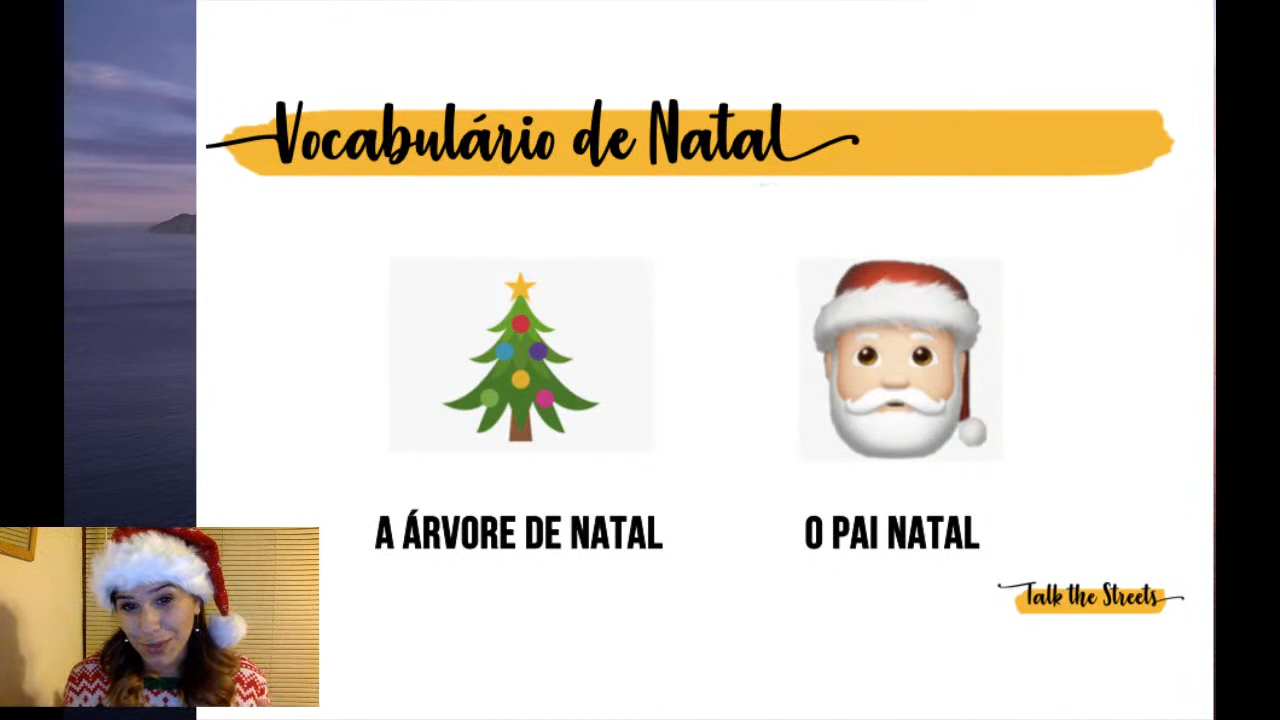 Vocabulário de Natal
A ÁRVORE DE NATAL
O PAI NATAL
Talk the Streets